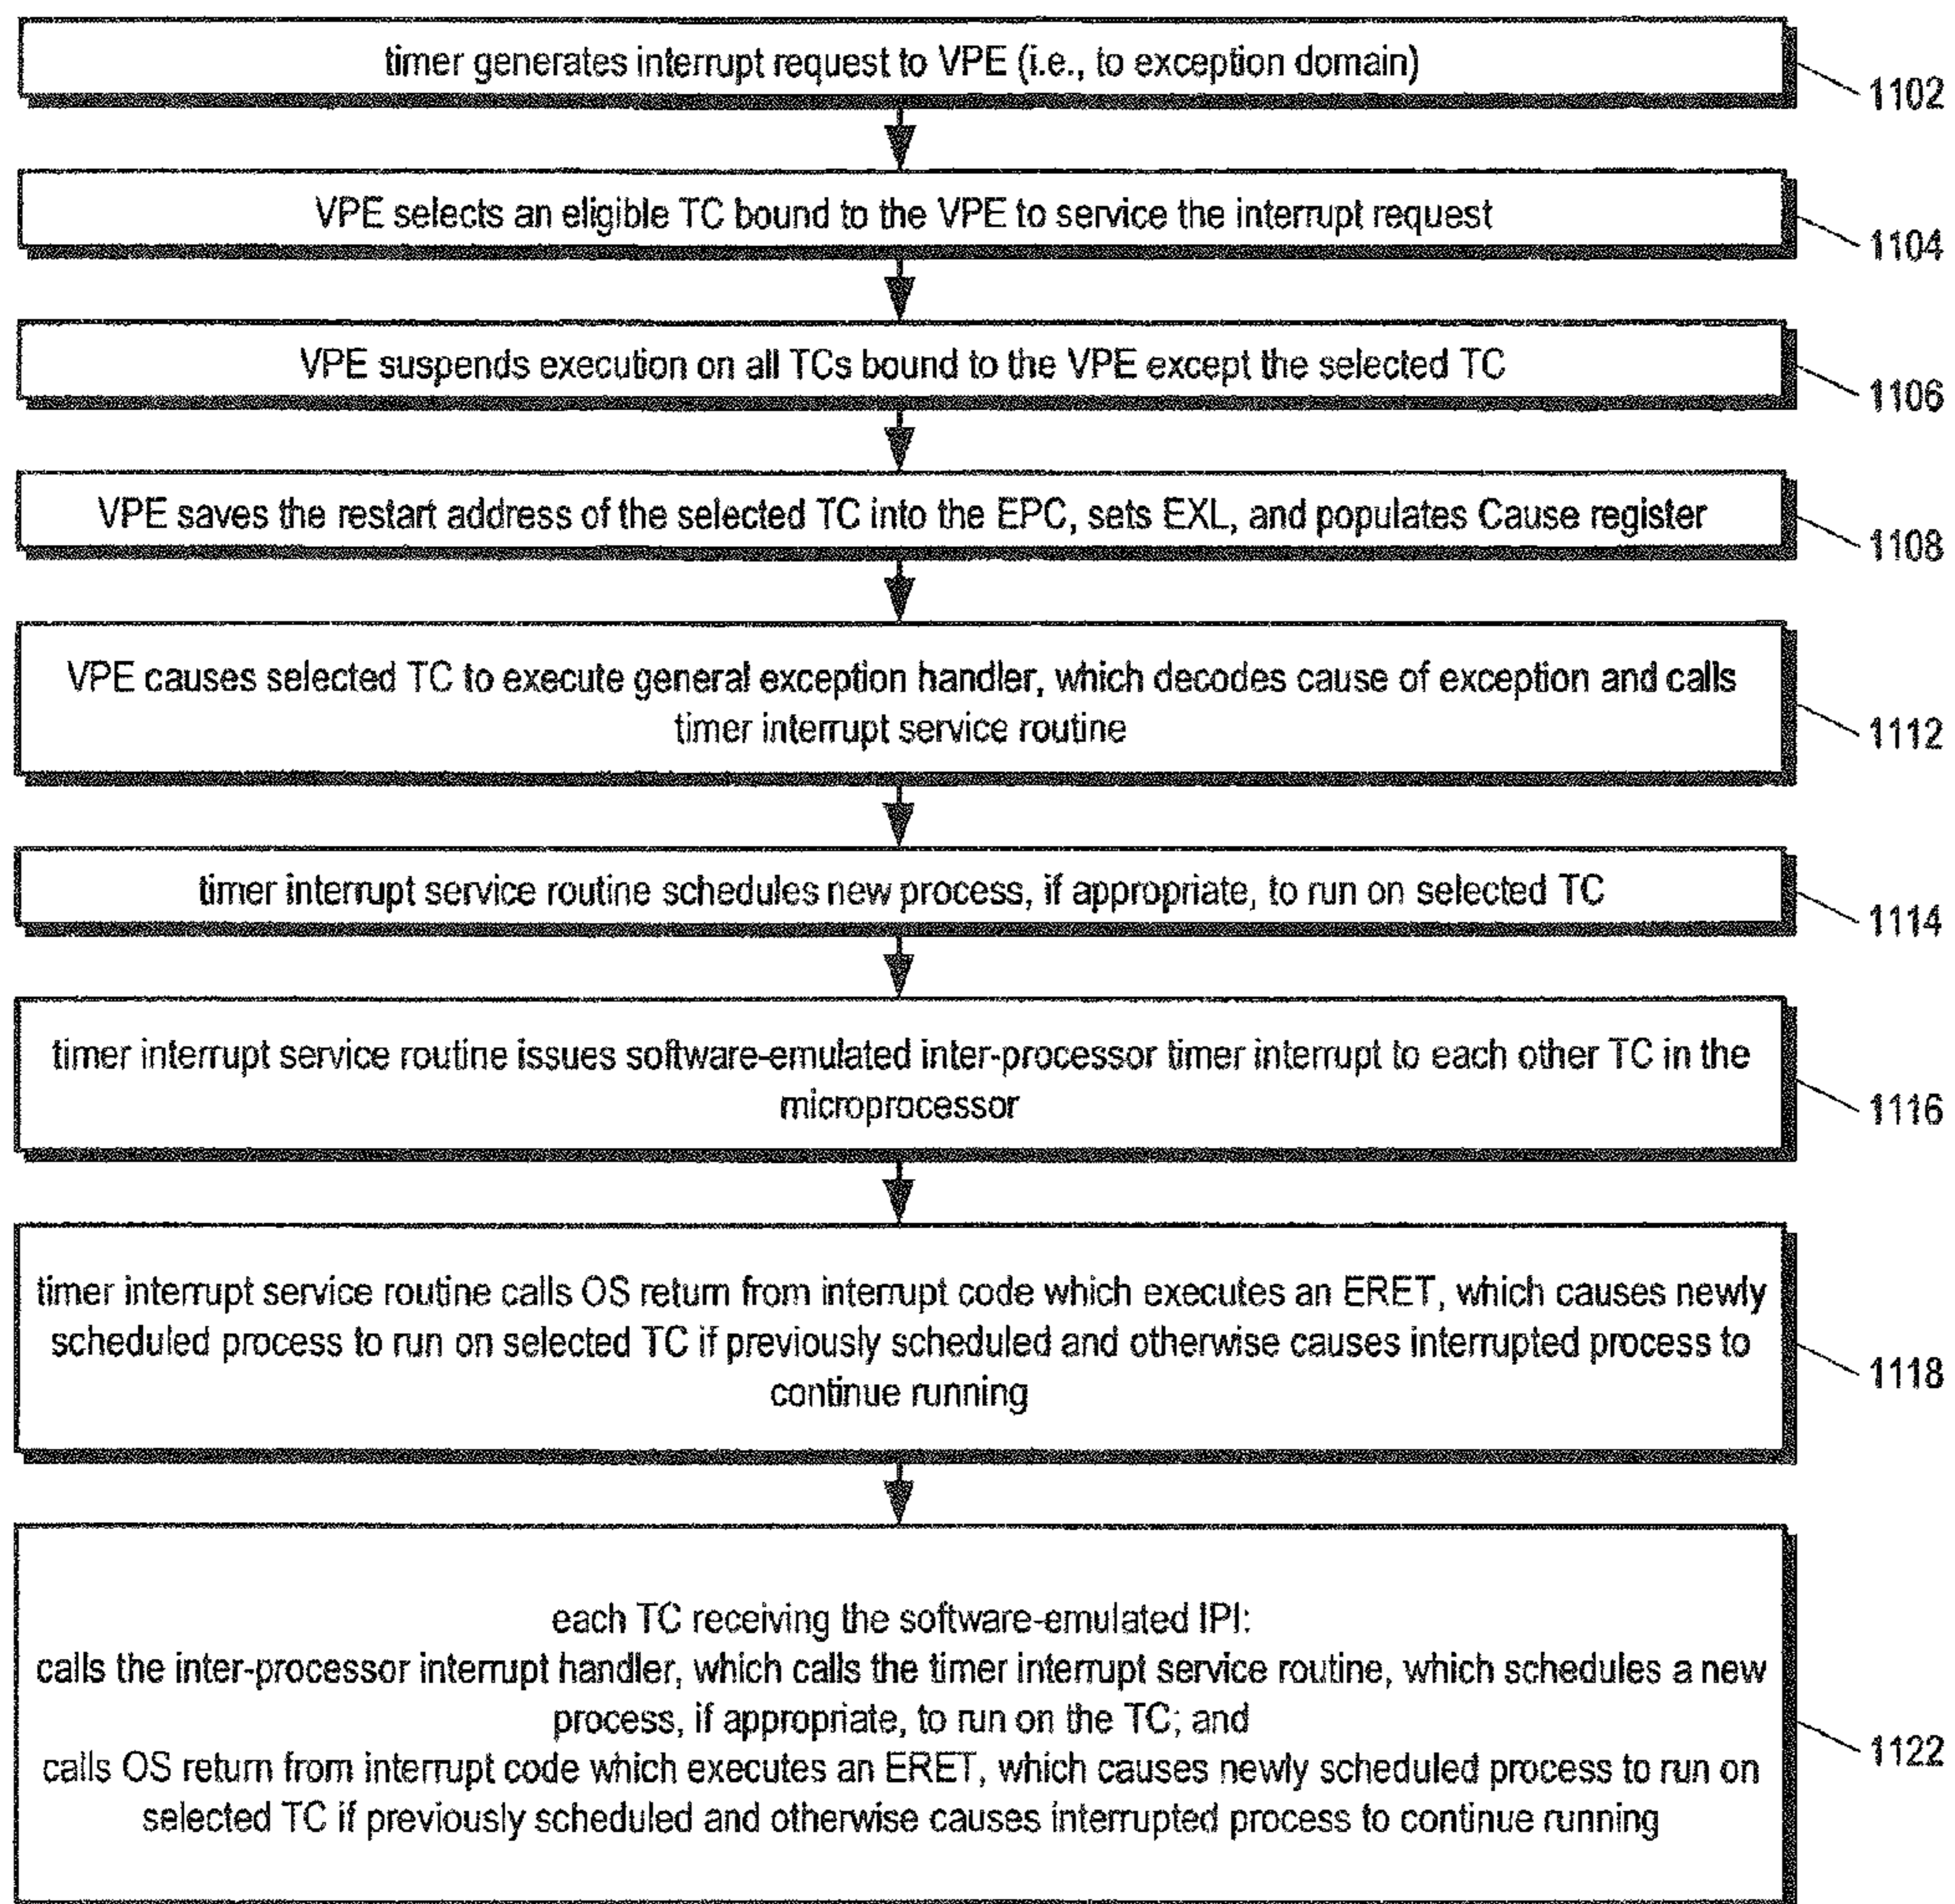 timer generates interrupt request to VPE (i.e., to exception domain)
1102
VPE selects an eligible TC bound to the VPE to service the interrupt request
1104
VPE suspends execution on all TCs bound to the VPE except the selected TC
1106
VPE saves the restart address of the selected TC into the EPC, sets EXL, and populates Cause register
1108
VPE causes selected TC to execute general exception handler, which decodes cause of exception and calls
timer interrupt service routine
1112
timer interrupt service routine schedules new process, if appropriate, to run on selected TC
1114
timer interrupt service routine issues software-emulated inter-processor timer interrupt to each other TC in the
microprocessor
1116
timer interrupt service routine calls OS return from interrupt code which executes an ERET, which causes newly
scheduled process to run on selected TC if previously scheduled and otherwise causes interrupted process to
continue running
1118
each TC receiving the software-emulated IPI:
calls the inter-processor interrupt handler, which calls the timer interrupt service routine, which schedules a new
process, if appropriate, to run on the TC; and
calls OS return from interrupt code which executes an ERET, which causes newly scheduled process to run on
selected TC if previously scheduled and otherwise causes interrupted process to continue running
1122